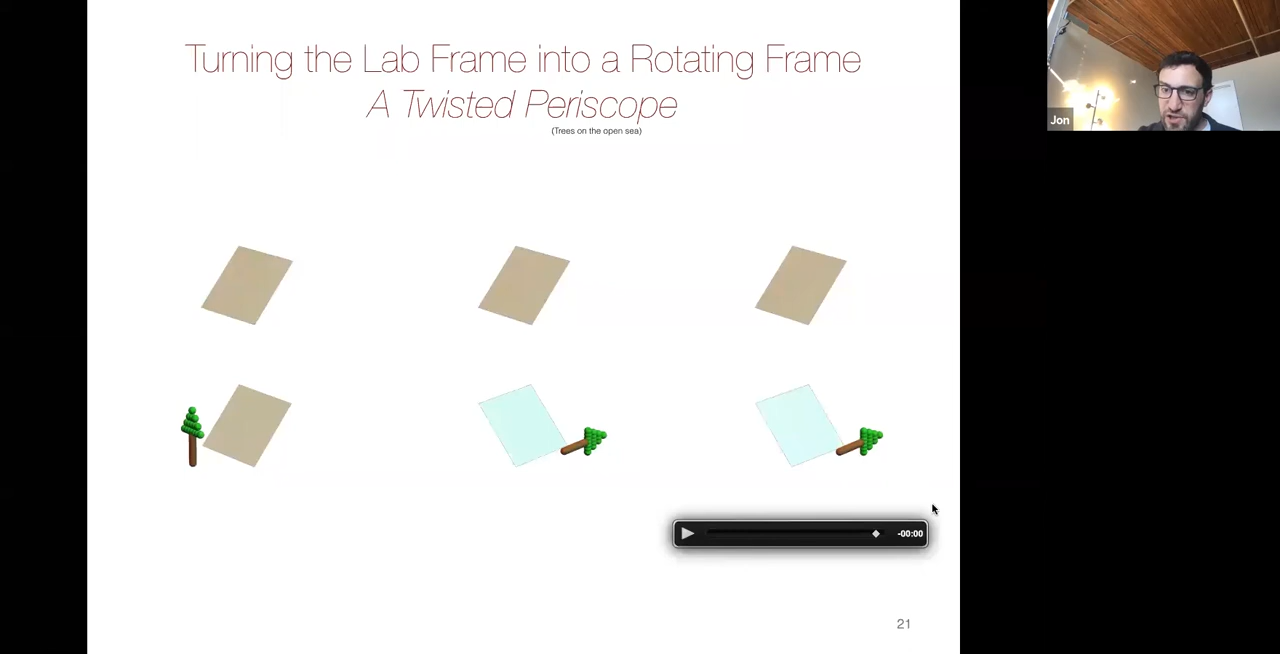 Turning the Lab Frame into a Rotating Frame
A Twisted Periscope
(Trees on the open sea)
Jon
-00:00
21